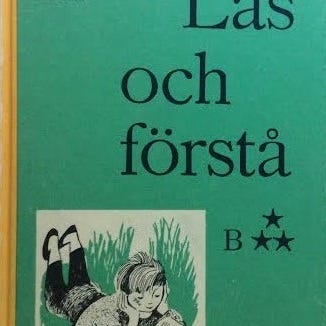 Läs
och
förstå
B ★★★